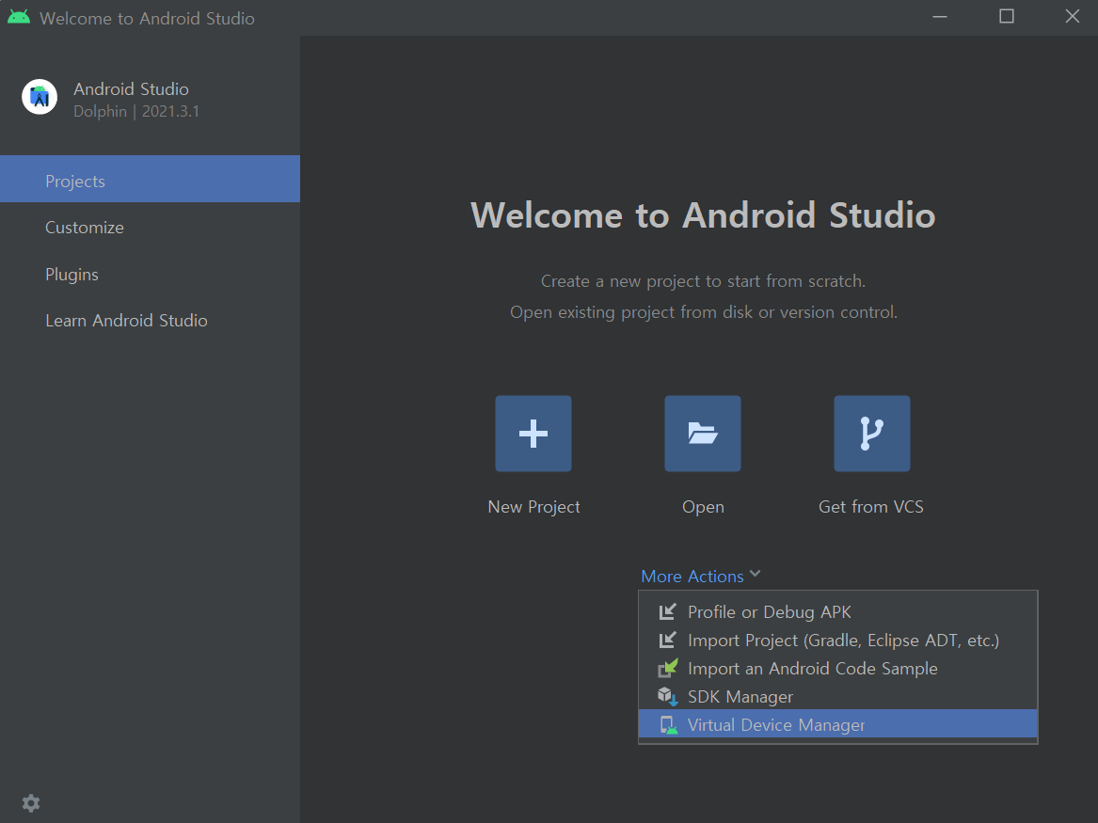 Welcome to Android Studio
Android Studio
Dolphin | 2021.3.1
Projects
Customize
Plugins
Learn Android Studio
Welcome to Android Studio
Create a new project to start from scratch.
Open existing project from disk or version control.
New Project
Open
Get from VCS
More Actions
Profile or Debug APK
Import Project (Gradle, Eclipse ADT, etc.)
Import an Android Code Sample
SDK Manager
Virtual Device Manager